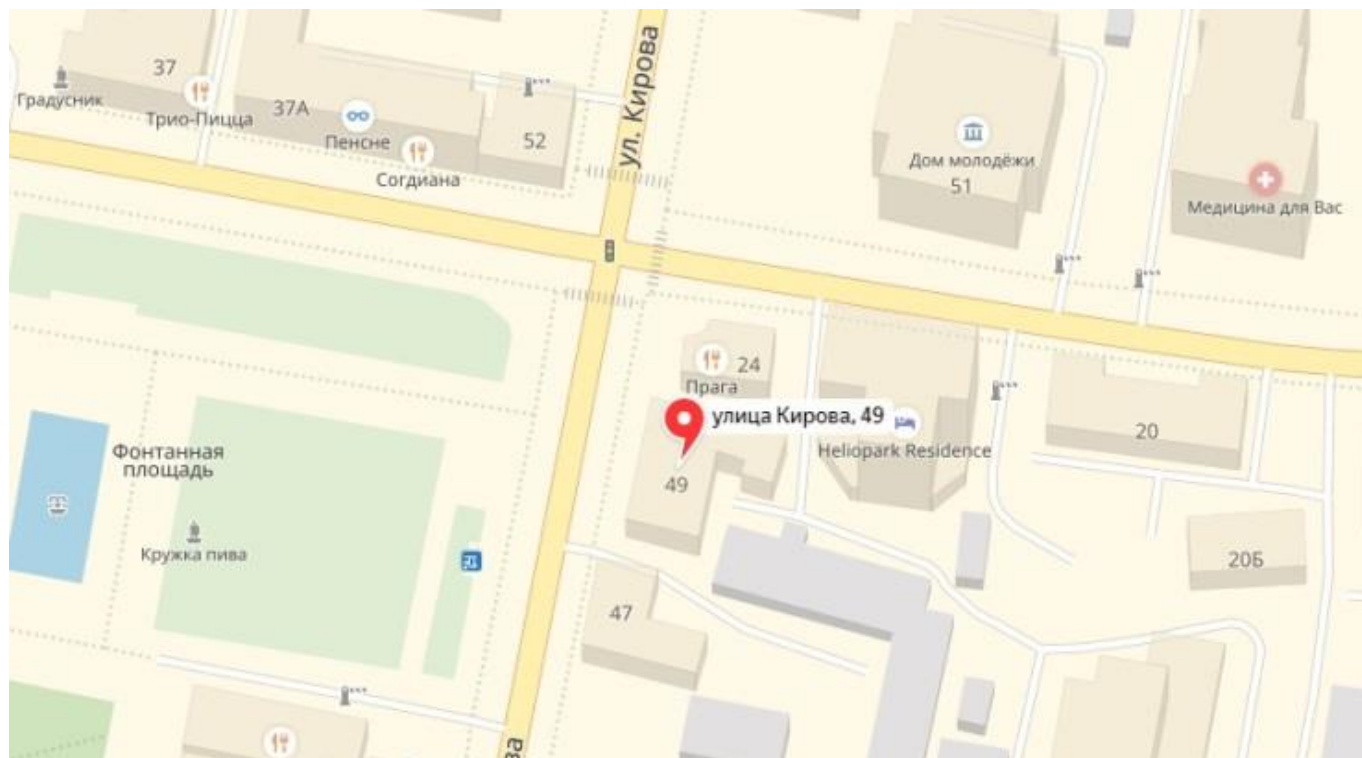 37
Градусник
Трио-Пицца
37А
Пенсне
Согдиана
52
ул. Кирова
Дом молодёжи
51
Медицина для Вас
24
Прага
улица Кирова, 49
49
Heliopark Residence
20
Фонтанная
площадь
Кружка пива
20Б
47
ва